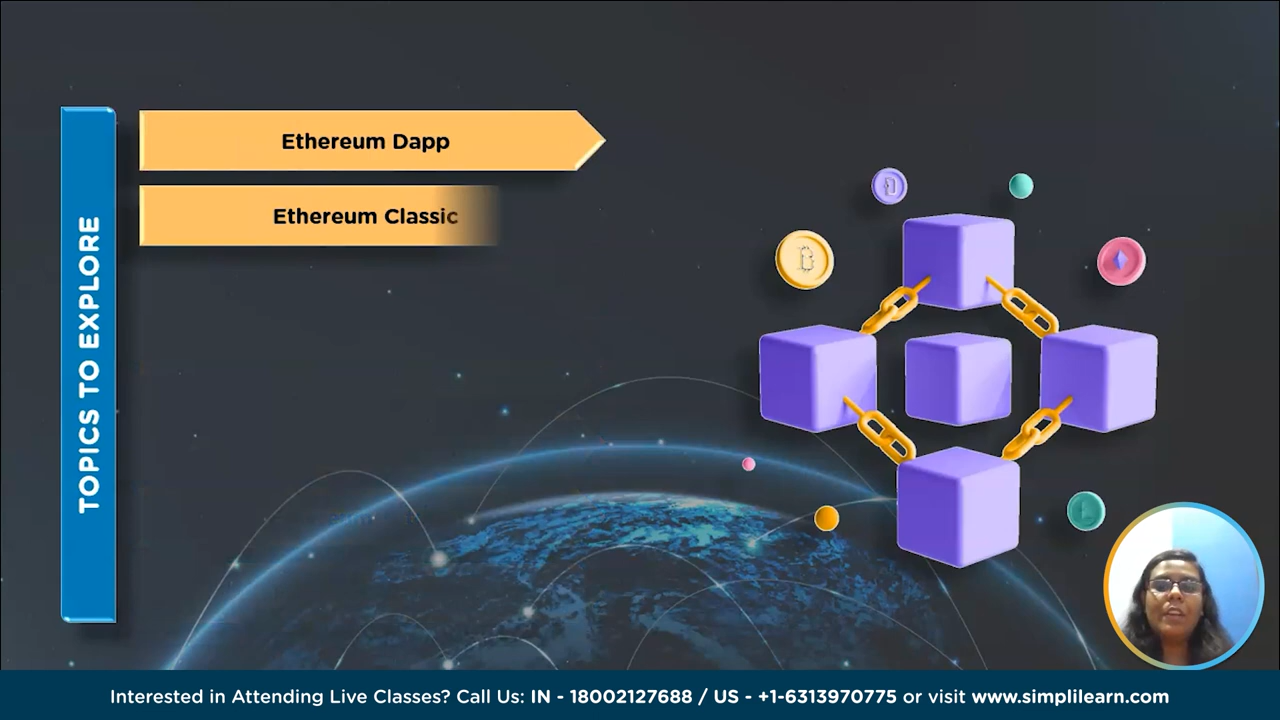 TOPICS TO EXPLORE
Ethereum Dapp
Ethereum Classic
Interested in Attending Live Classes? Call Us: IN - 18002127688 / US - +1-6313970775 or visit www.simplilearn.com